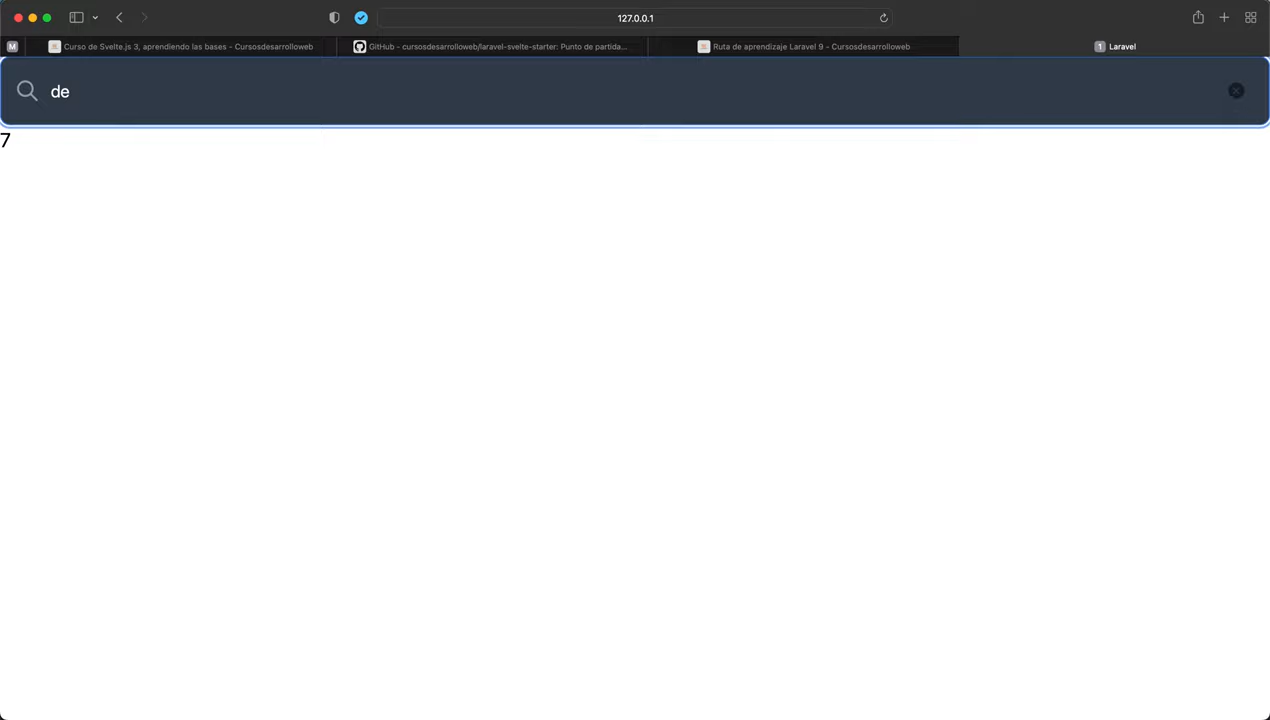 127.0.0.1
M
Curso de Svelte.js 3, aprendiendo las bases - Cursosdesarrolloweb
GitHub - cursosdesarrolloweb/laravel-svelte-starter: Punto de partida...
Ruta de aprendizaje Laravel 9 - Cursosdesarrolloweb
1 Laravel
de
7